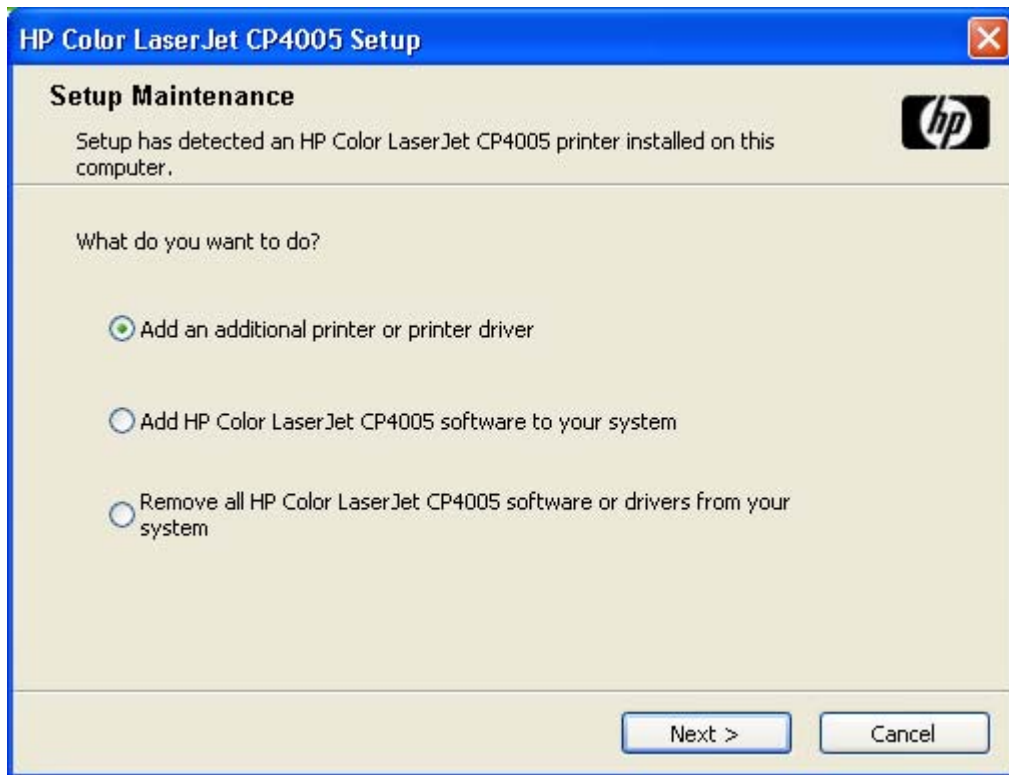 HP Color LaserJet CP4005 Setup
Setup Maintenance
hp
Setup has detected an HP Color LaserJet CP4005 printer installed on this
computer.
What do you want to do?
Add an additional printer or printer driver
Add HP Color LaserJet CP4005 software to your system
Remove all HP Color LaserJet CP4005 software or drivers from your
system
Next >
Cancel